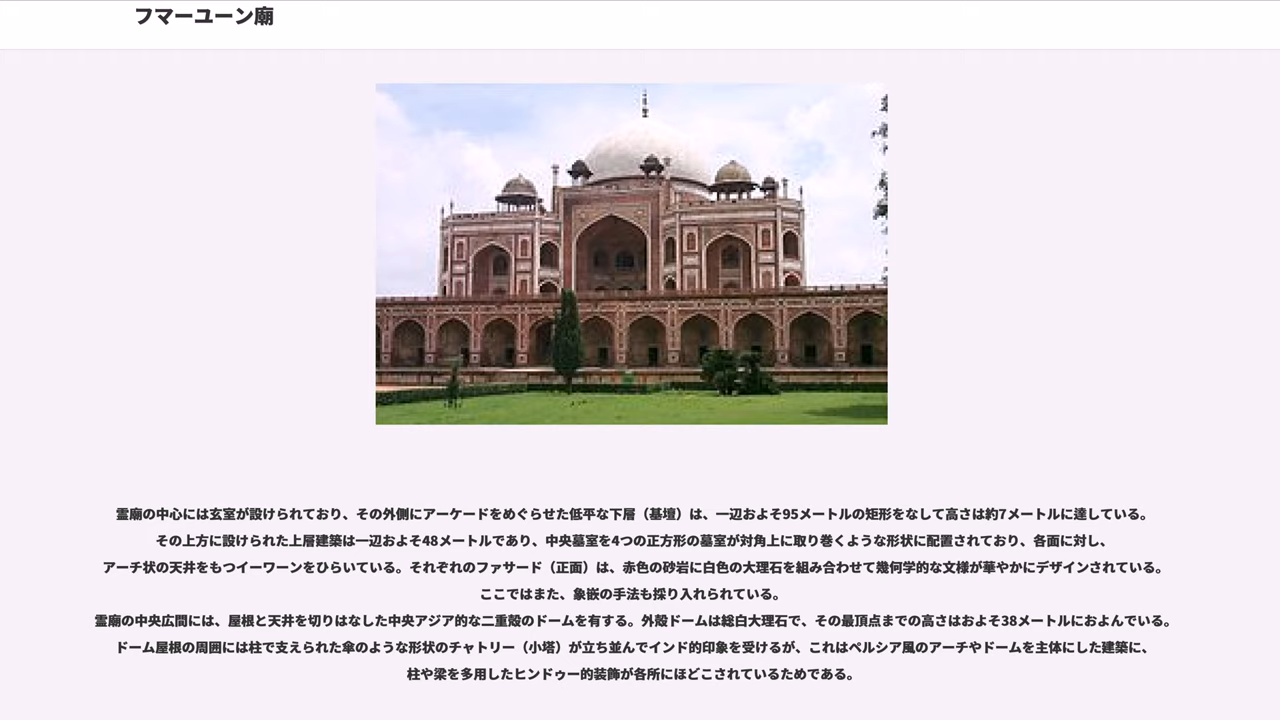 フマーユーン廟
霊廟の中心には玄室が設けられており、その外側にアーケードをめぐらせた低平な下層（基壇）は、一辺およそ95メートルの矩形をなして高さは約7メートルに達している。
その上方に設けられた上層建築は一辺およそ48メートルであり、中央墓室を4つの正方形の墓室が対角上に取り巻くような形状に配置されており、各面に対し、
アーチ状の天井をもつイーワーンをひらいている。それぞれのファサード（正面）は、赤色の砂岩に白色の大理石を組み合わせて幾何学的な文様が華やかにデザインされている。
ここではまた、象嵌の手法も採り入れられている。
霊廟の中央広間には、屋根と天井を切りはなした中央アジア的な二重殻のドームを有する。外殻ドームは総白大理石で、その最頂点までの高さはおよそ38メートルにおよんでいる。
ドーム屋根の周囲には柱で支えられた傘のような形状のチャトリー（小塔）が立ち並んでインド的印象を受けるが、これはペルシア風のアーチやドームを主体にした建築に、
柱や梁を多用したヒンドゥー的装飾が各所にほどこされているためである。